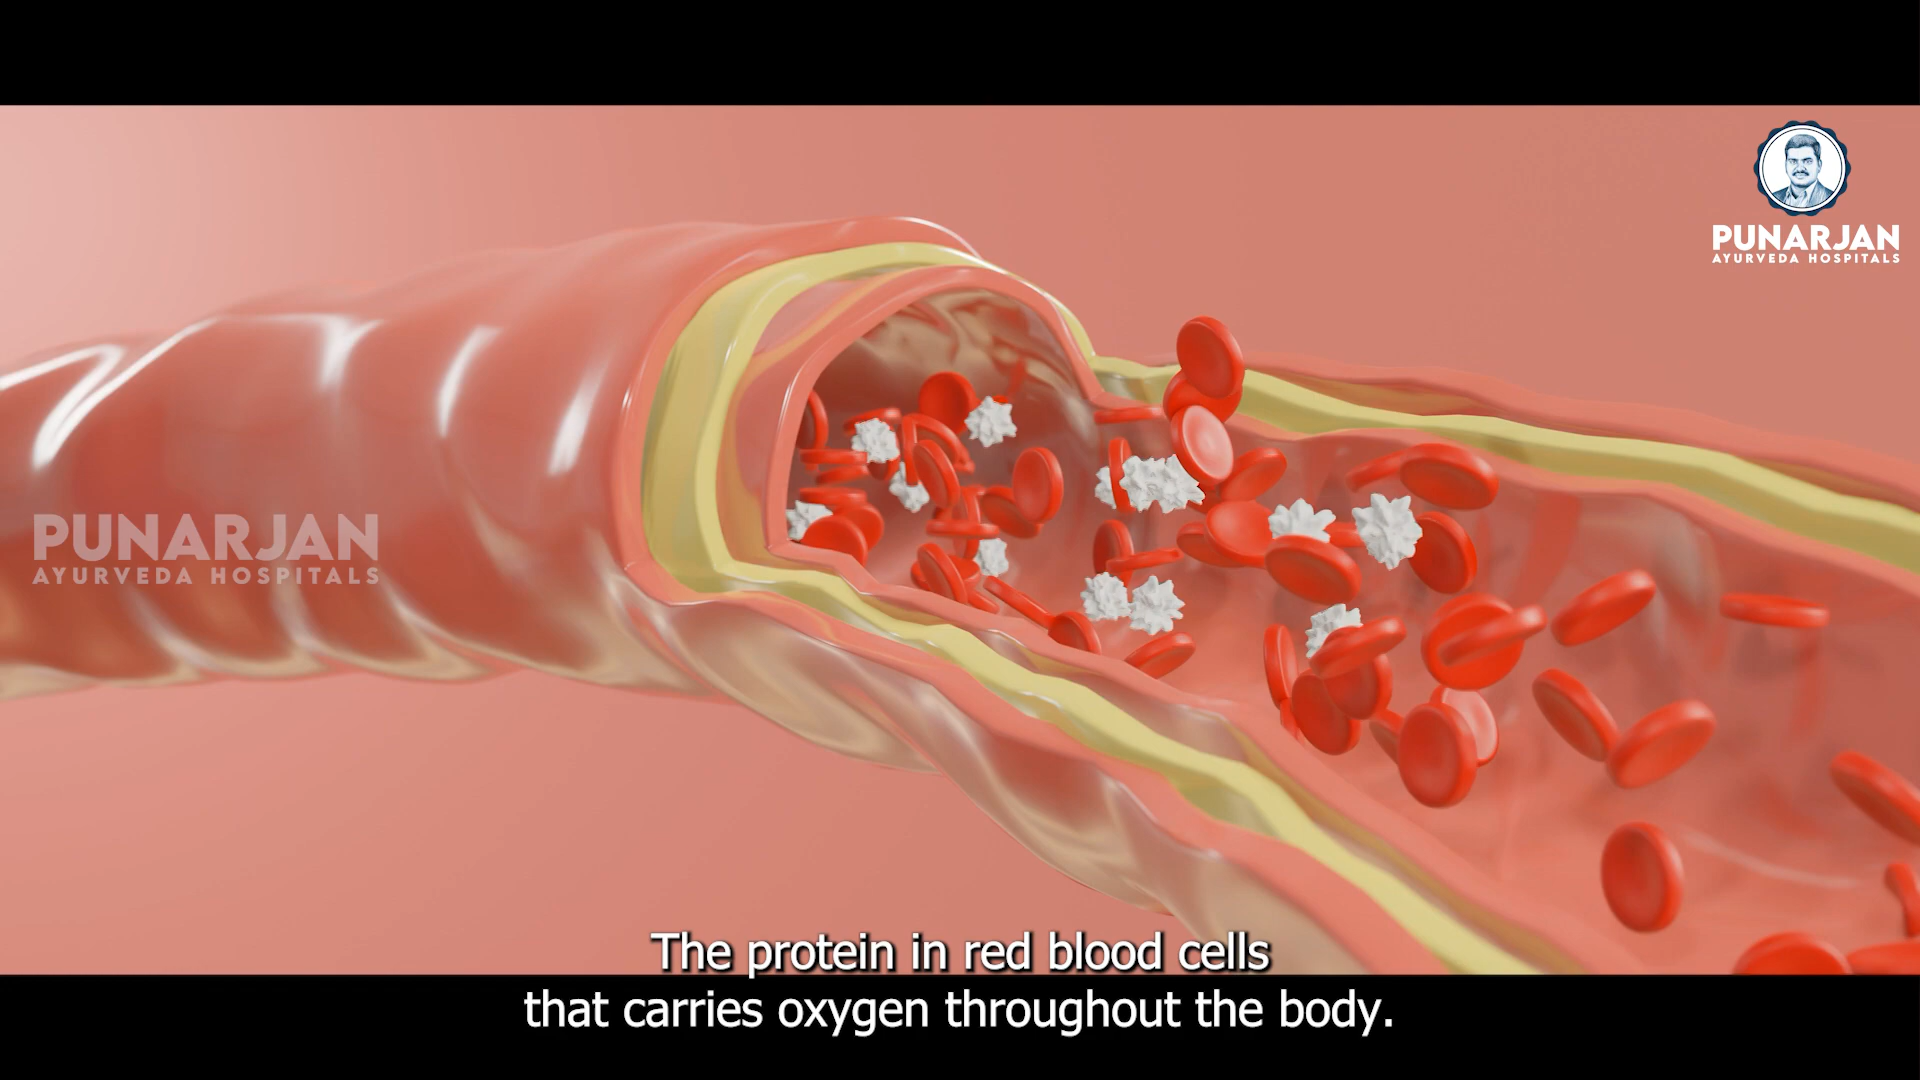 PUNARJAN
AYURVEDA HOSPITALS
PUNARJAN
AYURVEDA HOSPITALS
The protein in red blood cells
that carries oxygen throughout the body.